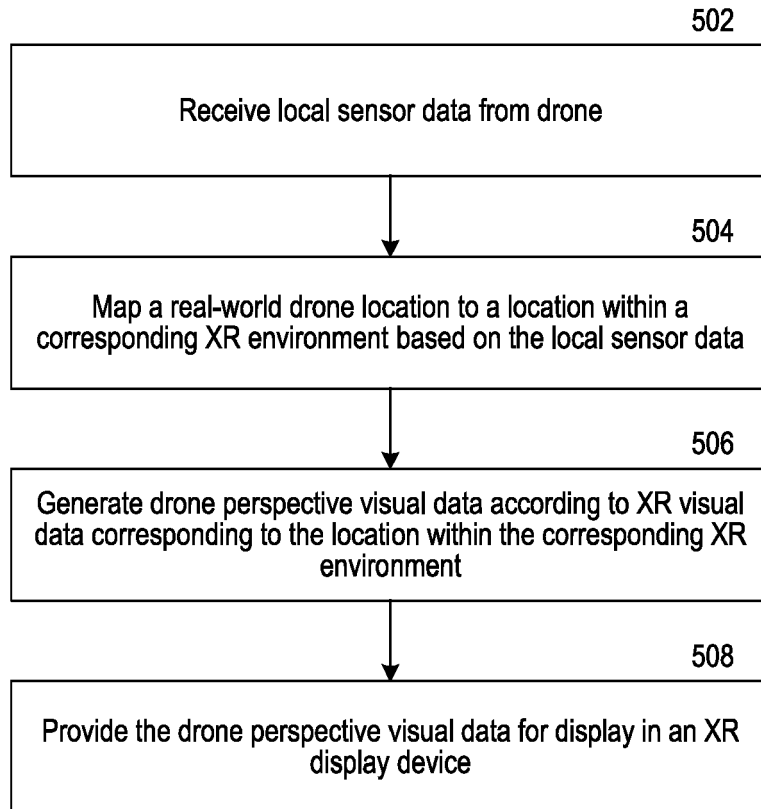 502
Receive local sensor data from drone
504
Map a real-world drone location to a location within a
corresponding XR environment based on the local sensor data
506
Generate drone perspective visual data according to XR visual
data corresponding to the location within the corresponding XR
environment
508
Provide the drone perspective visual data for display in an XR
display device